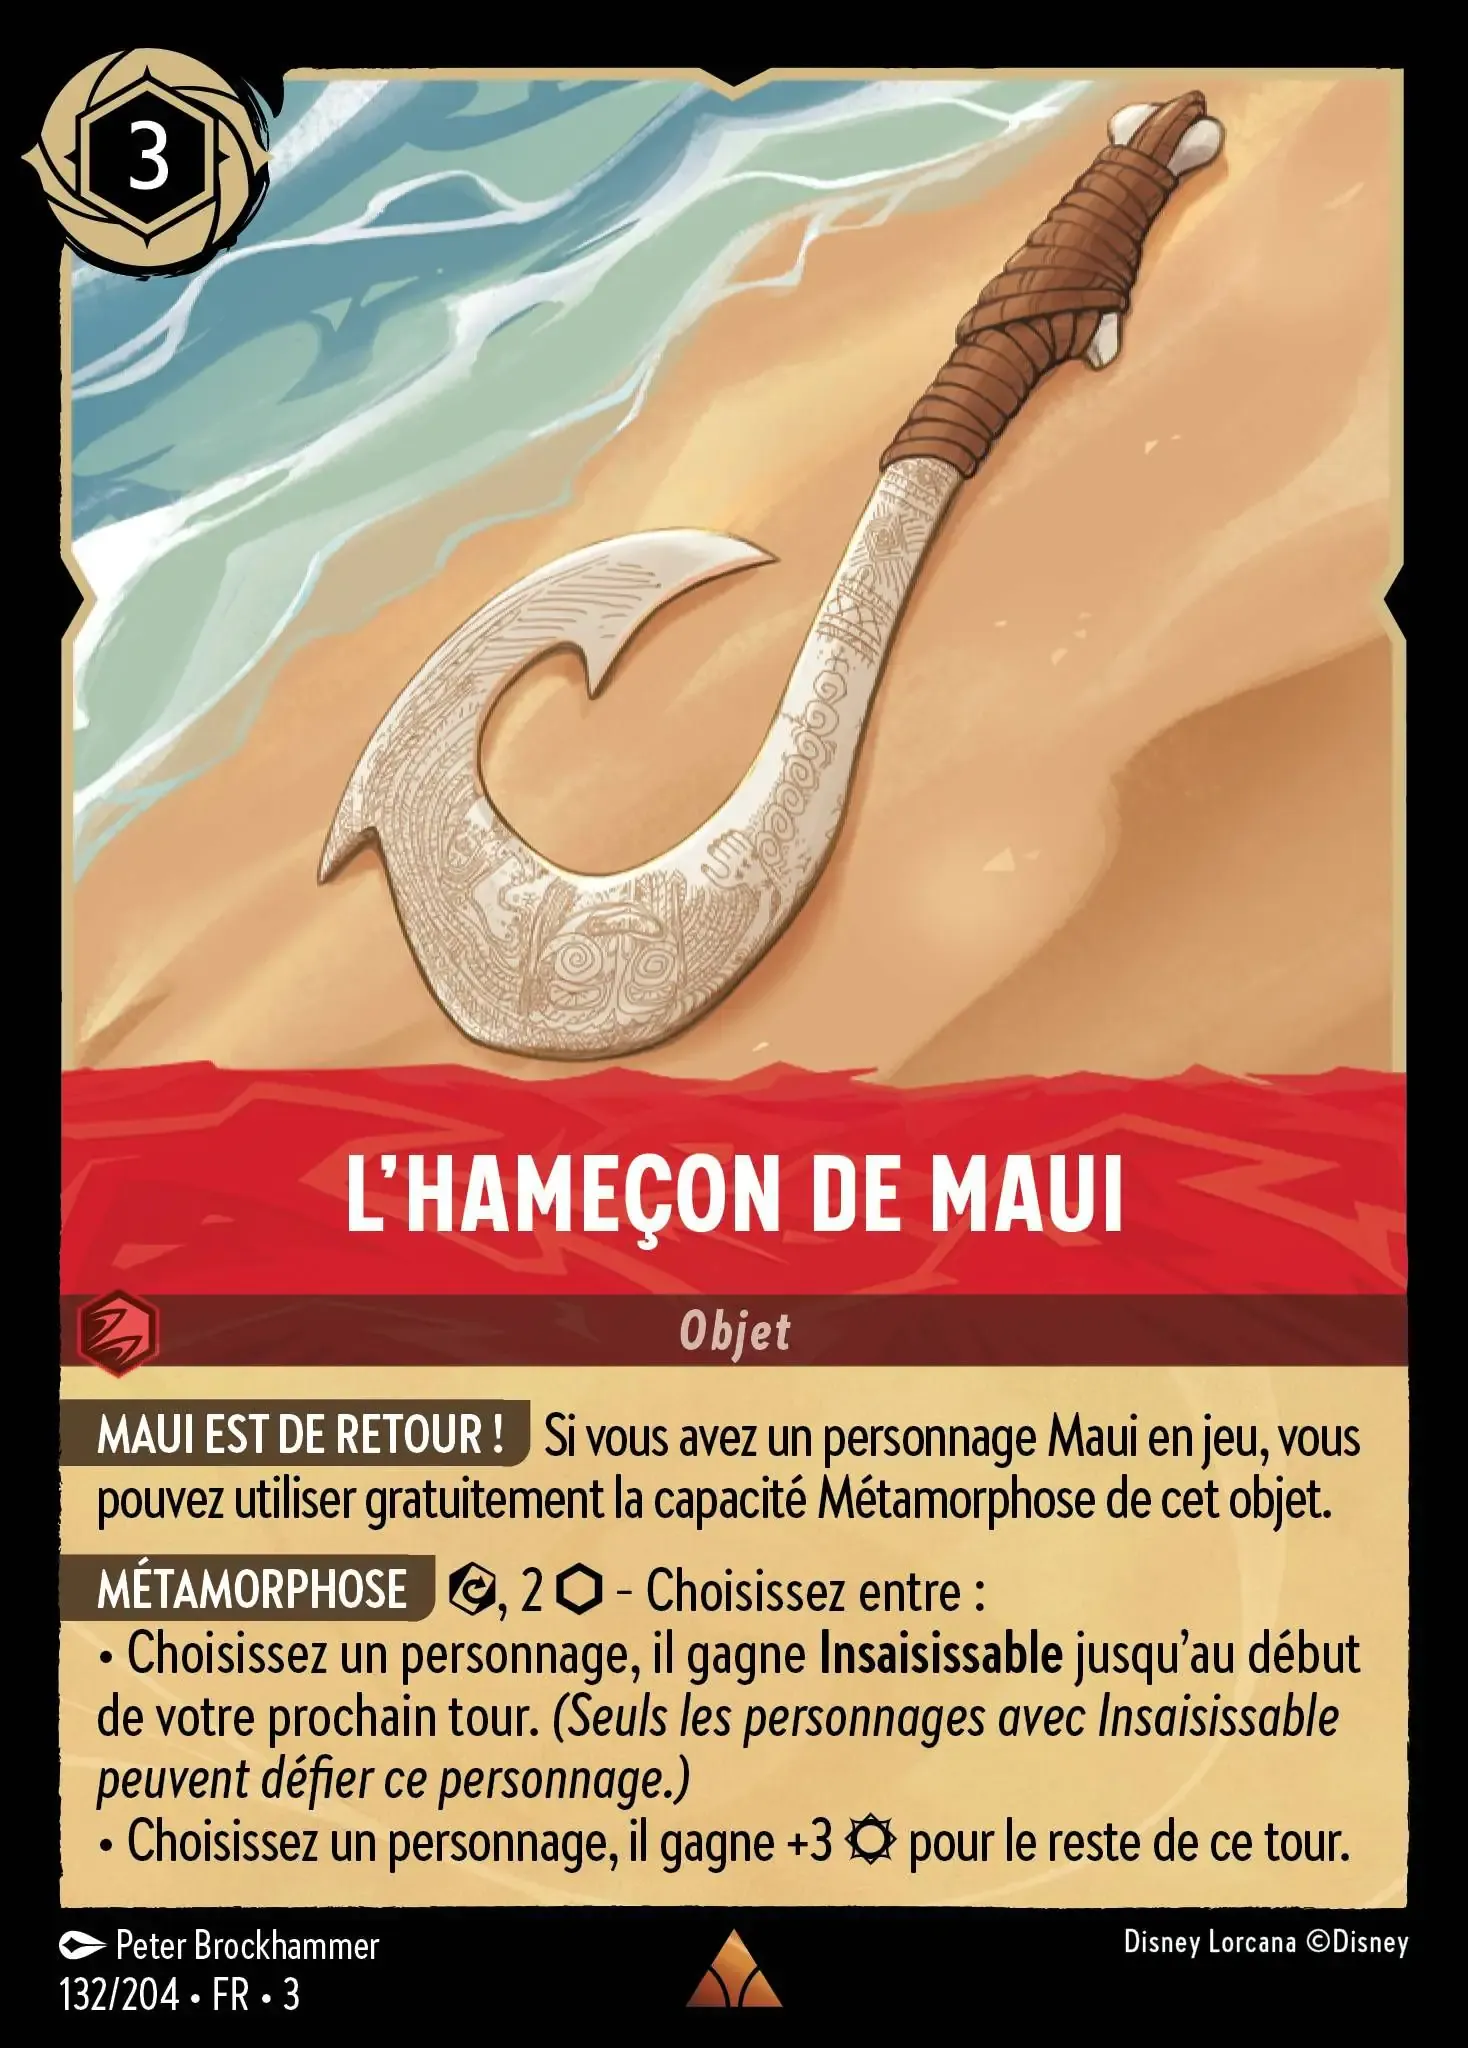 3
L'HAMEÇON DE MAUI
Objet
MAUI EST DE RETOUR ! Si vous avez un personnage Maui en jeu, vous
pouvez utiliser gratuitement la capacité Métamorphose de cet objet.
MÉTAMORPHOSE ⟳, 2 ⬡ – Choisissez entre :
• Choisissez un personnage, il gagne Insaisissable jusqu'au début
de votre prochain tour. (Seuls les personnages avec Insaisissable
peuvent défier ce personnage.)
• Choisissez un personnage, il gagne +3 ¤ pour le reste de ce tour.
Peter Brockhammer
Disney Lorcana ©Disney
132/204 • FR • 3